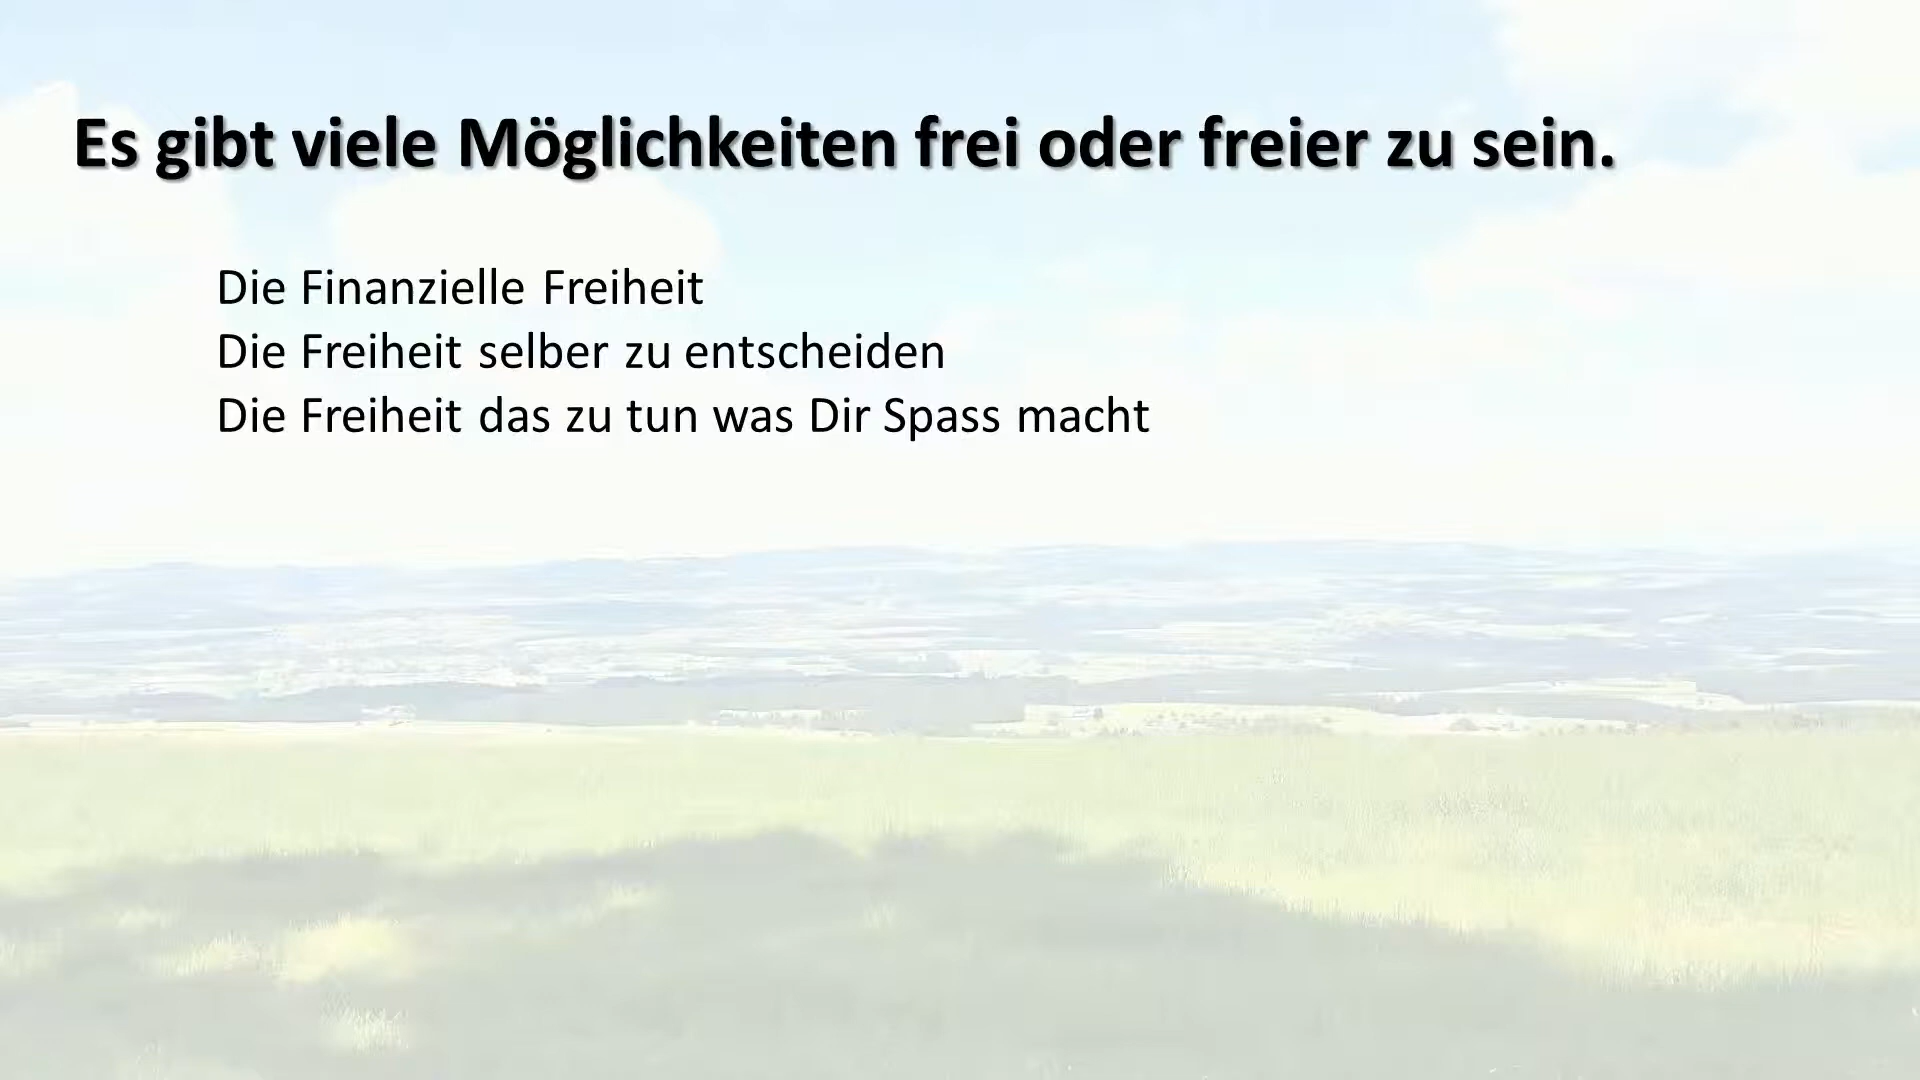 Es gibt viele Möglichkeiten frei oder freier zu sein.
Die Finanzielle Freiheit
Die Freiheit selber zu entscheiden
Die Freiheit das zu tun was Dir Spass macht